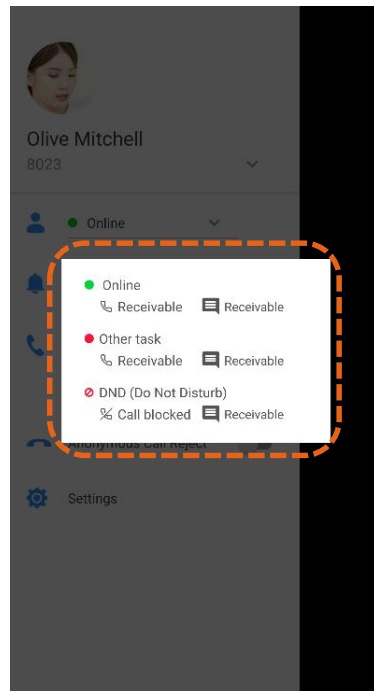 Olive Mitchell
8023
Online
Online
Receivable Receivable
Other task
Receivable Receivable
DND (Do Not Disturb)
Call blocked Receivable
Anonymous Call Reject
Settings